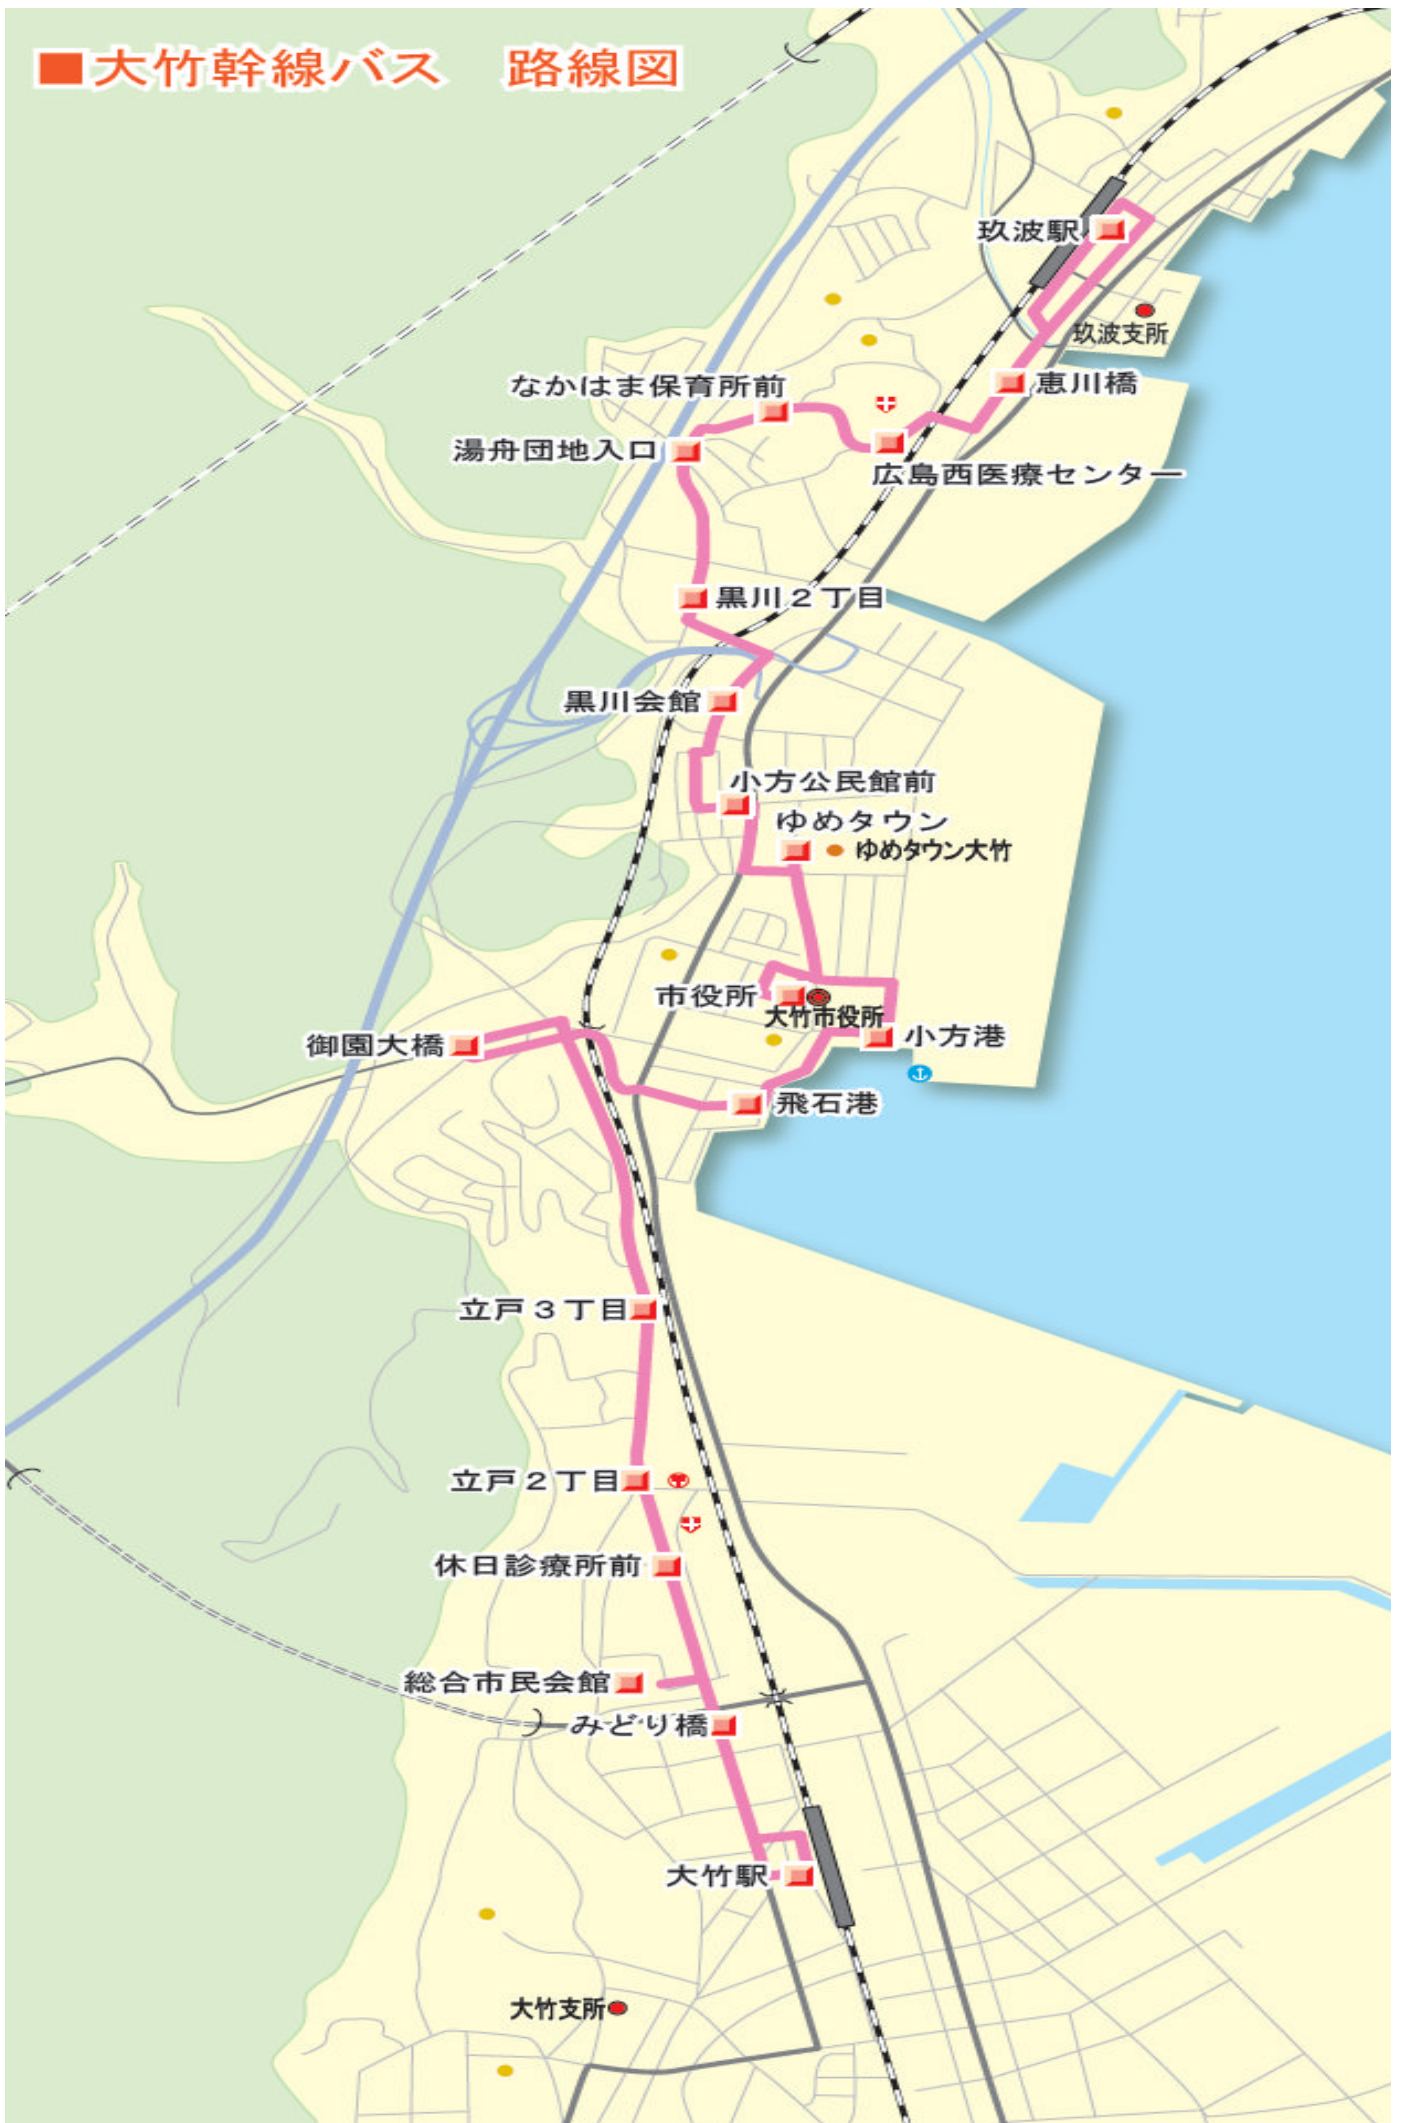 ■大竹幹線バス　路線図
玖波駅
玖波支所
恵川橋
なかはま保育所前
湯舟団地入口
広島西医療センター
黒川２丁目
黒川会館
小方公民館前
ゆめタウン
ゆめタウン大竹
市役所
大竹市役所
小方港
御園大橋
飛石港
立戸３丁目
立戸２丁目
休日診療所前
総合市民会館
みどり橋
大竹駅
大竹支所